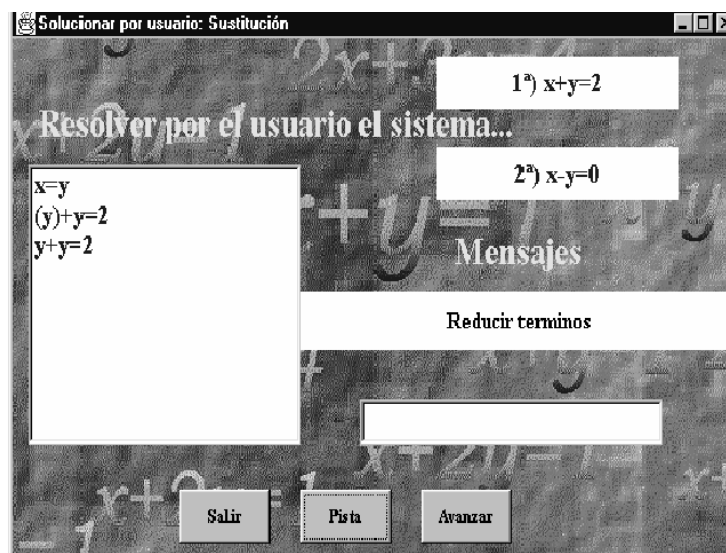 Solucionar por usuario: Sustitución
1ª) x+y=2
Resolver por el usuario el sistema...
2ª) x-y=0
x=y
(y)+y=2
y+y=2
Mensajes
Reducir terminos
Salir
Pista
Avanzar